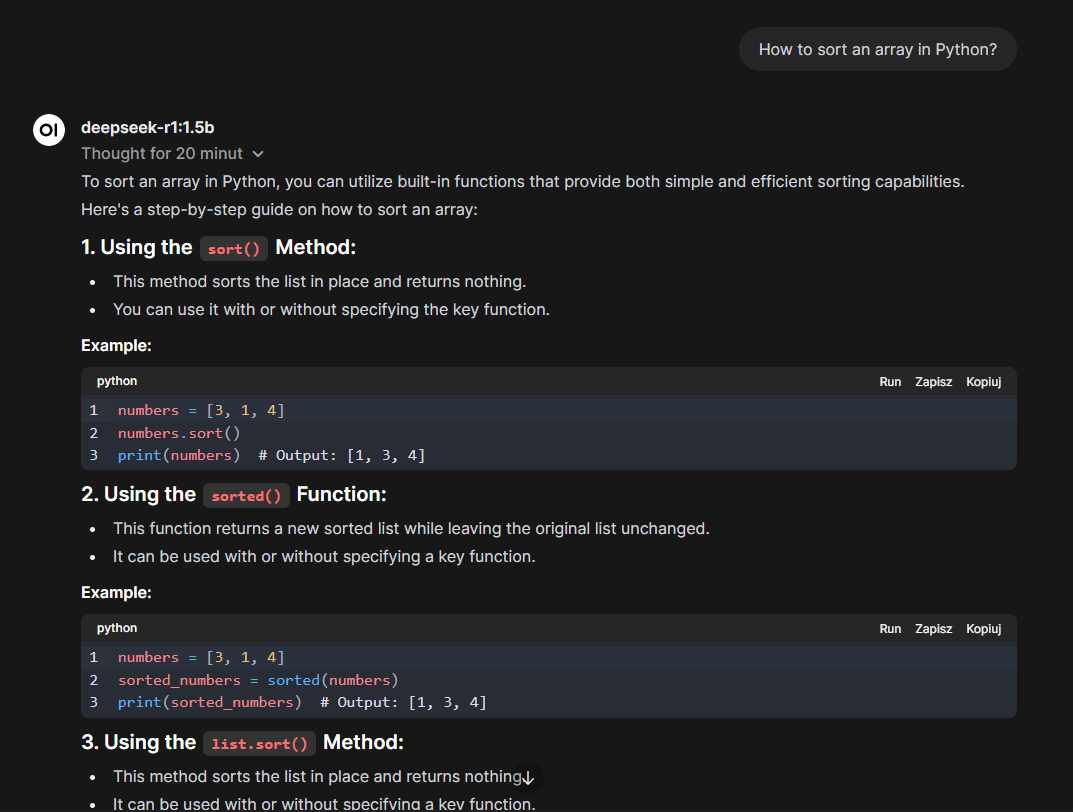 How to sort an array in Python?
OI
deepseek-r1:1.5b
Thought for 20 minut
To sort an array in Python, you can utilize built-in functions that provide both simple and efficient sorting capabilities.
Here's a step-by-step guide on how to sort an array:
1. Using the sort() Method:
• This method sorts the list in place and returns nothing.
• You can use it with or without specifying the key function.
Example:
python Run Zapisz Kopiuj
1 numbers = [3, 1, 4]
2 numbers.sort()
3 print(numbers)  # Output: [1, 3, 4]
2. Using the sorted() Function:
• This function returns a new sorted list while leaving the original list unchanged.
• It can be used with or without specifying a key function.
Example:
python Run Zapisz Kopiuj
1 numbers = [3, 1, 4]
2 sorted_numbers = sorted(numbers)
3 print(sorted_numbers)  # Output: [1, 3, 4]
3. Using the list.sort() Method:
• This method sorts the list in place and returns nothing
• It can be used with or without specifying a key function.